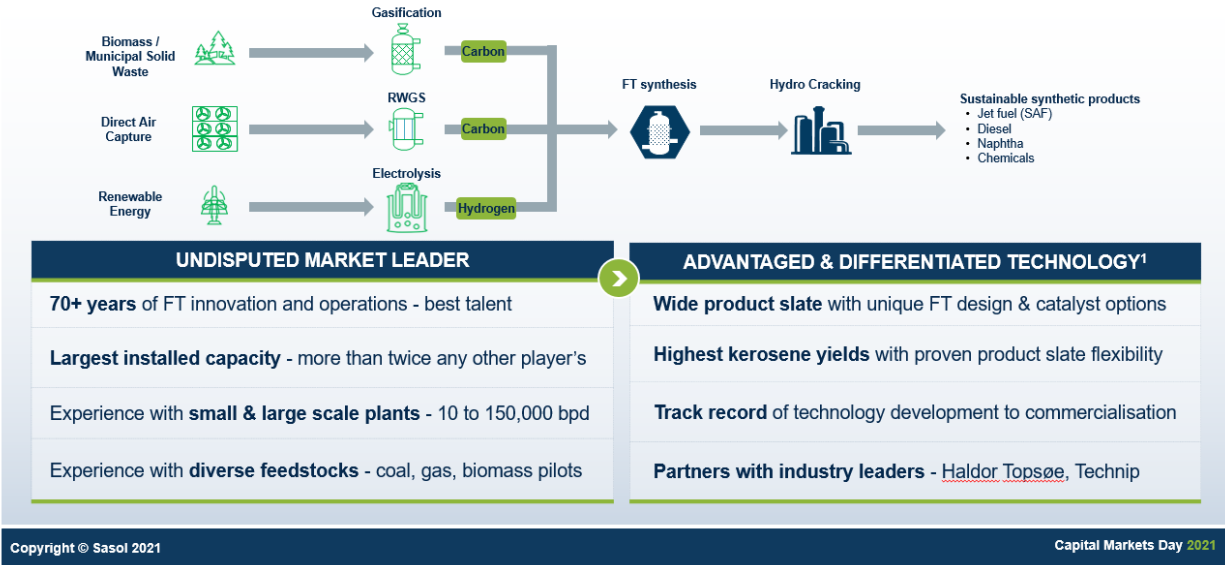 Gasification
Biomass /
Municipal Solid
Waste
Carbon
RWGS
Direct Air
Capture
Carbon
Electrolysis
Renewable
Energy
Hydrogen
FT synthesis
Hydro Cracking
Sustainable synthetic products
• Jet fuel (SAF)
• Diesel
• Naphtha
• Chemicals
UNDISPUTED MARKET LEADER
70+ years of FT innovation and operations - best talent
Largest installed capacity - more than twice any other player's
Experience with small & large scale plants - 10 to 150,000 bpd
Experience with diverse feedstocks - coal, gas, biomass pilots
ADVANTAGED & DIFFERENTIATED TECHNOLOGY¹
Wide product slate with unique FT design & catalyst options
Highest kerosene yields with proven product slate flexibility
Track record of technology development to commercialisation
Partners with industry leaders - Haldor Topsøe, Technip
Copyright © Sasol 2021
Capital Markets Day 2021